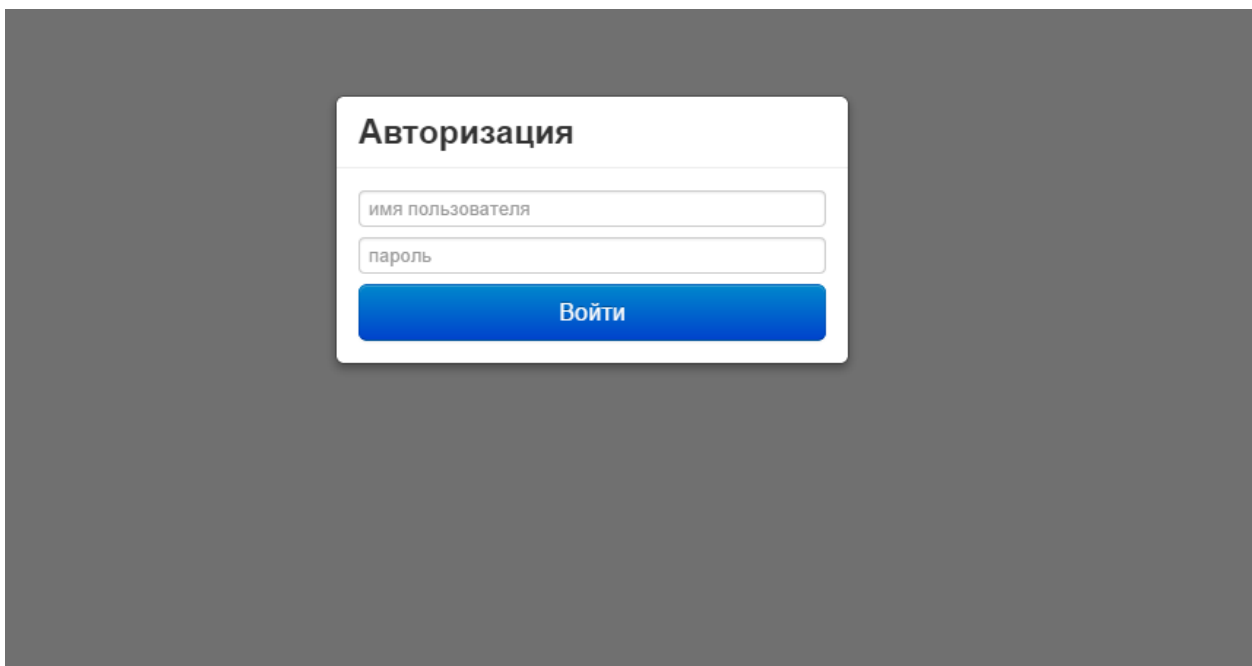 Авторизация
имя пользователя
пароль
Войти